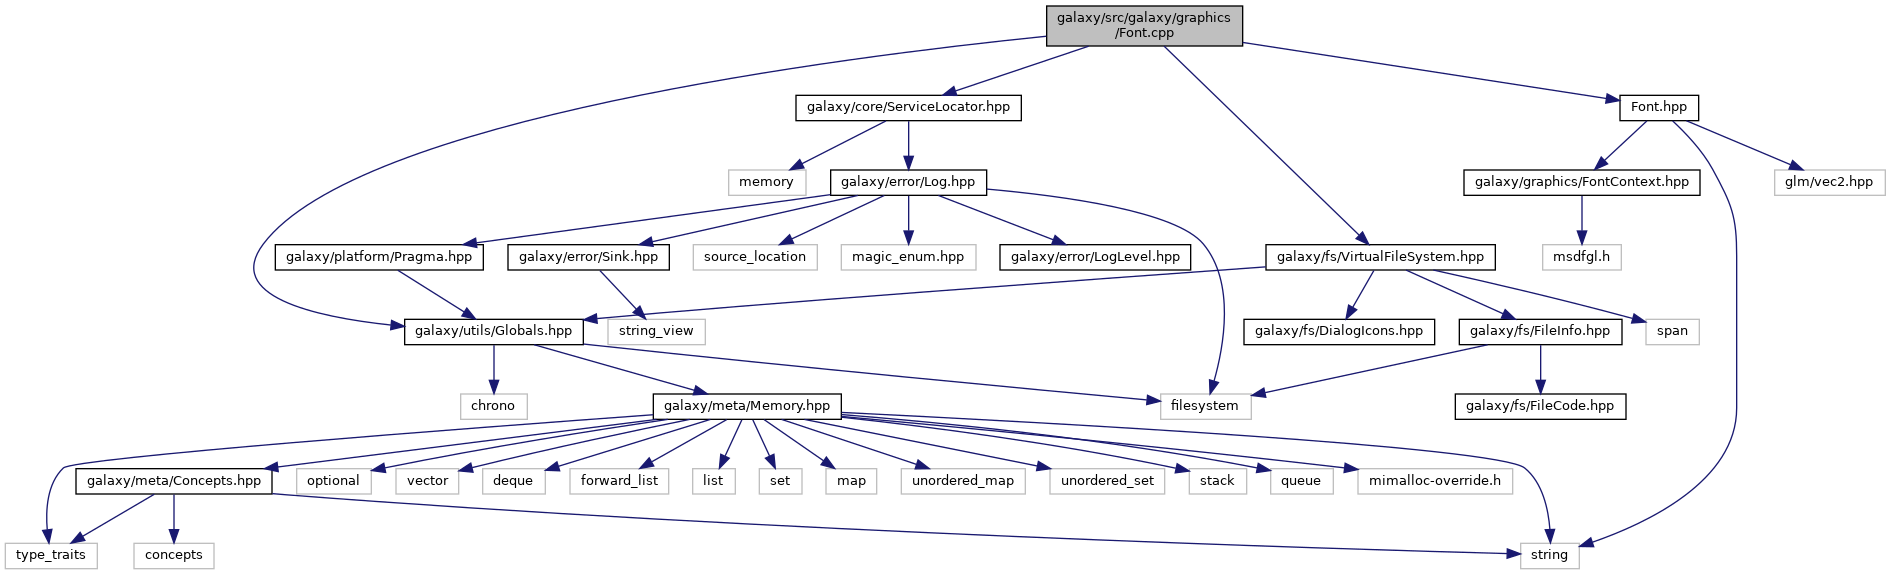 galaxy/src/galaxy/graphics
/Font.cpp
galaxy/core/ServiceLocator.hpp
Font.hpp
memory
galaxy/error/Log.hpp
galaxy/graphics/FontContext.hpp
glm/vec2.hpp
galaxy/platform/Pragma.hpp
galaxy/error/Sink.hpp
source_location
magic_enum.hpp
galaxy/error/LogLevel.hpp
galaxy/fs/VirtualFileSystem.hpp
msdfgl.h
galaxy/utils/Globals.hpp
string_view
galaxy/fs/DialogIcons.hpp
galaxy/fs/FileInfo.hpp
span
chrono
galaxy/meta/Memory.hpp
filesystem
galaxy/fs/FileCode.hpp
galaxy/meta/Concepts.hpp
optional
vector
deque
forward_list
list
set
map
unordered_map
unordered_set
stack
queue
mimalloc-override.h
type_traits
concepts
string